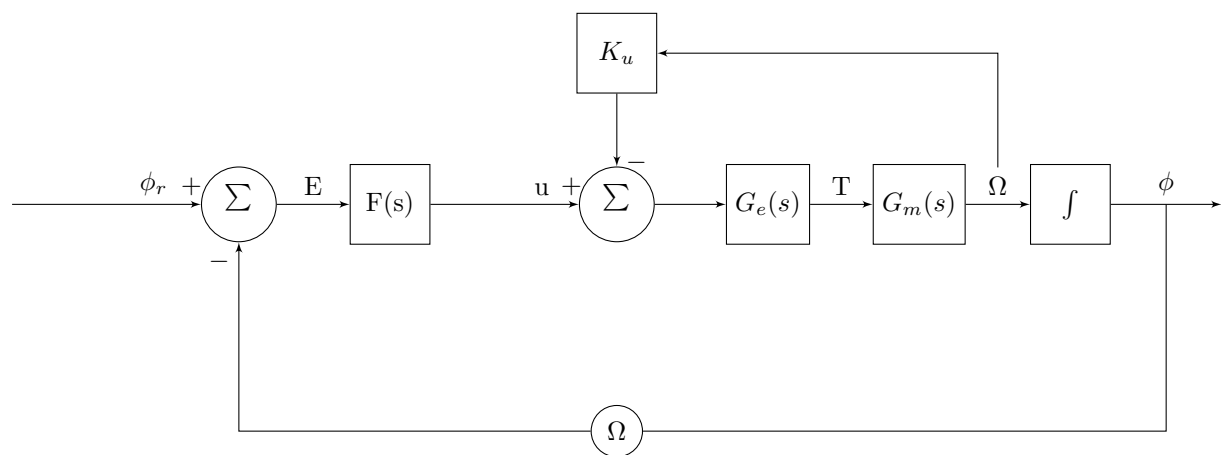 K_u
ϕ_r + ∑ E F(s) u + − ∑ G_e(s) T G_m(s) Ω ∫ ϕ
−
Ω